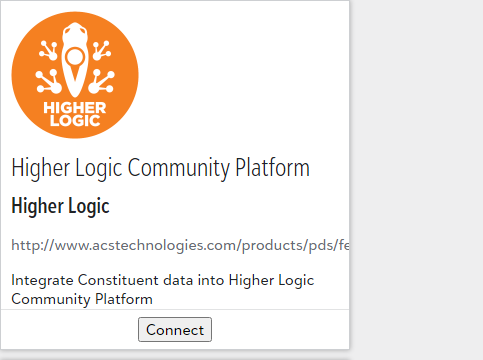 HIGHER
LOGIC
Higher Logic Community Platform
Higher Logic
http://www.acstechnologies.com/products/pds/fe
Integrate Constituent data into Higher Logic
Community Platform
Connect